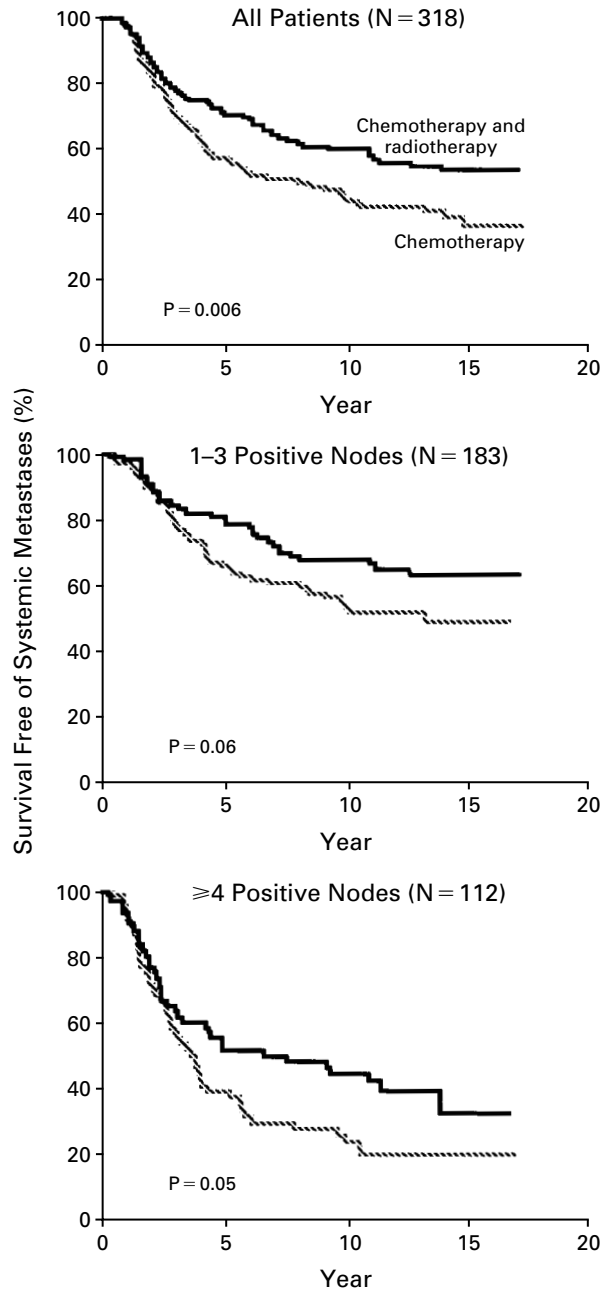 Survival Free of Systemic Metastases (%)
All Patients (N = 318)
100
80
60
40
20
0
Chemotherapy and
radiotherapy
Chemotherapy
P = 0.006
0 5 10 15 20
Year
1–3 Positive Nodes (N = 183)
100
80
60
40
20
0
P = 0.06
0 5 10 15 20
Year
⩾4 Positive Nodes (N = 112)
100
80
60
40
20
0
P = 0.05
0 5 10 15 20
Year